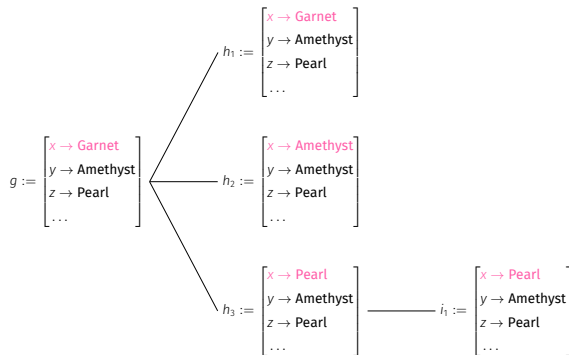 h₁ := [x → Garnet
y → Amethyst
z → Pearl
...]
g := [x → Garnet
y → Amethyst
z → Pearl
...]
h₂ := [x → Amethyst
y → Amethyst
z → Pearl
...]
h₃ := [x → Pearl
y → Amethyst
z → Pearl
...]
i₁ := [x → Pearl
y → Amethyst
z → Pearl
...]